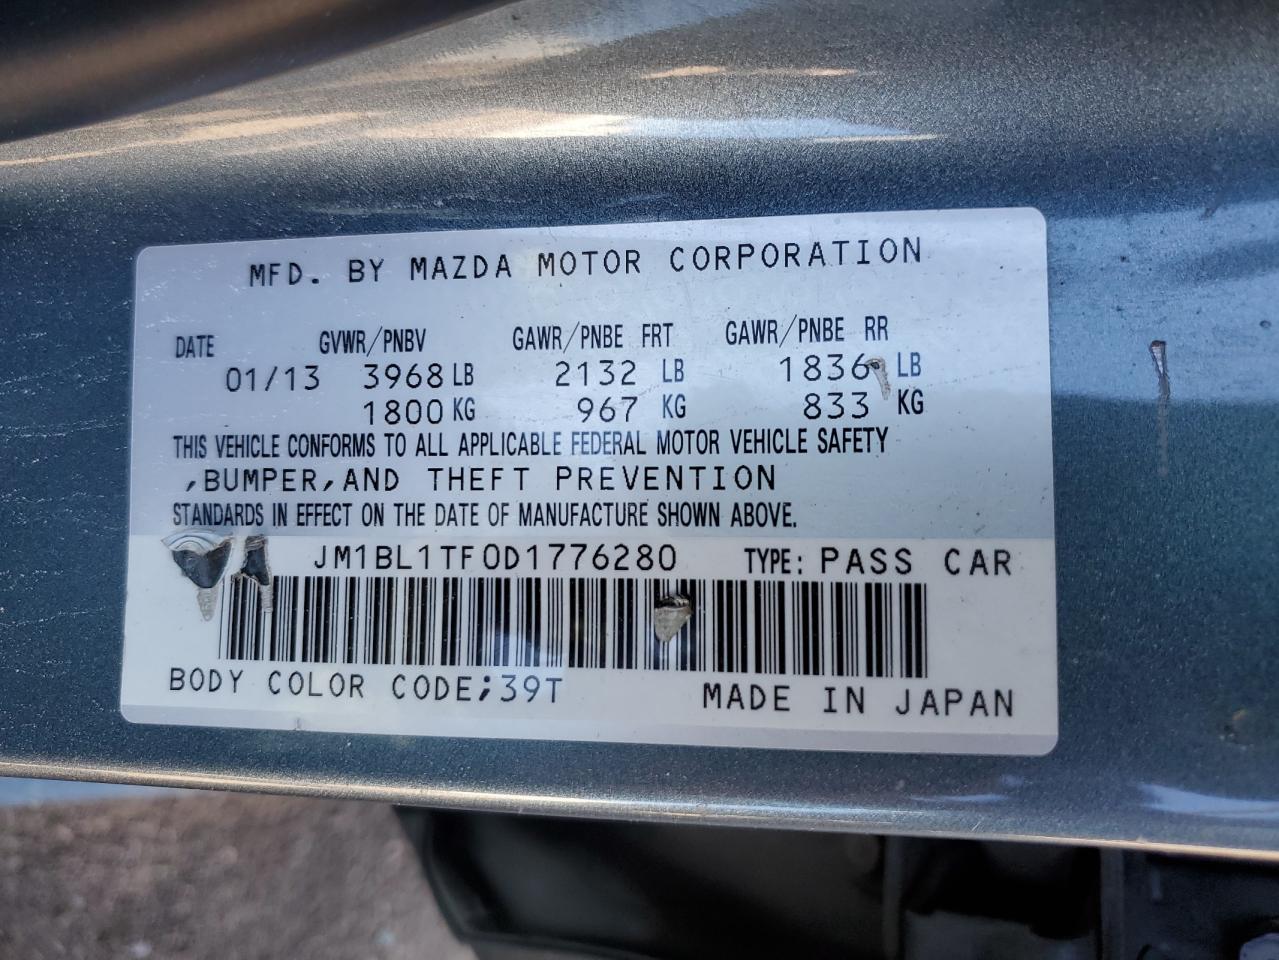 MFD. BY MAZDA MOTOR CORPORATION
DATE GVWR/PNBV GAWR/PNBE FRT GAWR/PNBE RR
01/13 3968 LB 2132 LB 1836 LB
1800 KG 967 KG 833 KG
THIS VEHICLE CONFORMS TO ALL APPLICABLE FEDERAL MOTOR VEHICLE SAFETY
,BUMPER,AND THEFT PREVENTION
STANDARDS IN EFFECT ON THE DATE OF MANUFACTURE SHOWN ABOVE.
JM1BL1TF0D1776280 TYPE: PASS CAR
BODY COLOR CODE;39T MADE IN JAPAN